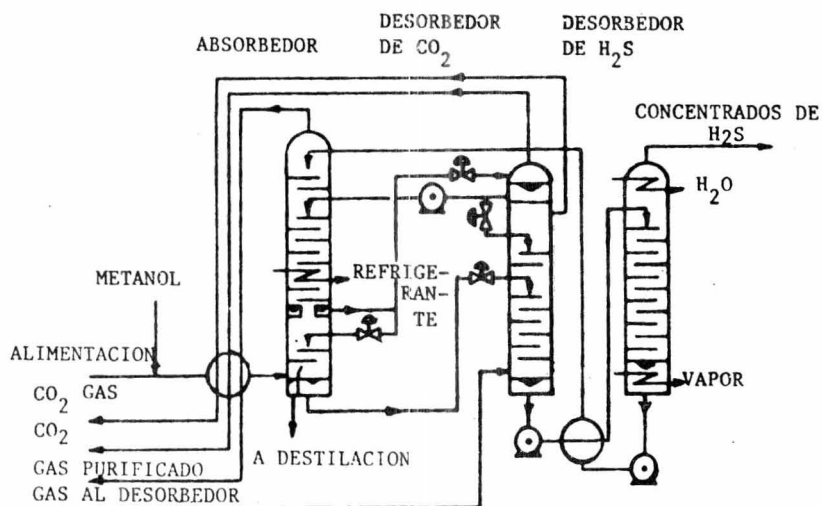 ABSORBEDOR
DESORBEDOR
DE CO2
DESORBEDOR
DE H2S
CONCENTRADOS DE
H2S
H2O
METANOL
REFRIGE-
RAN-
TE
ALIMENTACION
CO2 GAS
CO2
GAS PURIFICADO
GAS AL DESORBEDOR
A DESTILACION
VAPOR